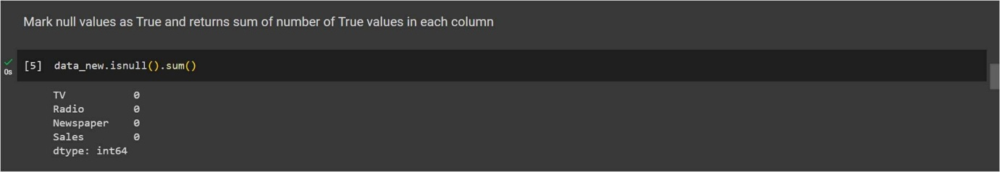 Mark null values as True and returns sum of number of True values in each column
[5] data_new.isnull().sum()
0s
TV 0
Radio 0
Newspaper 0
Sales 0
dtype: int64